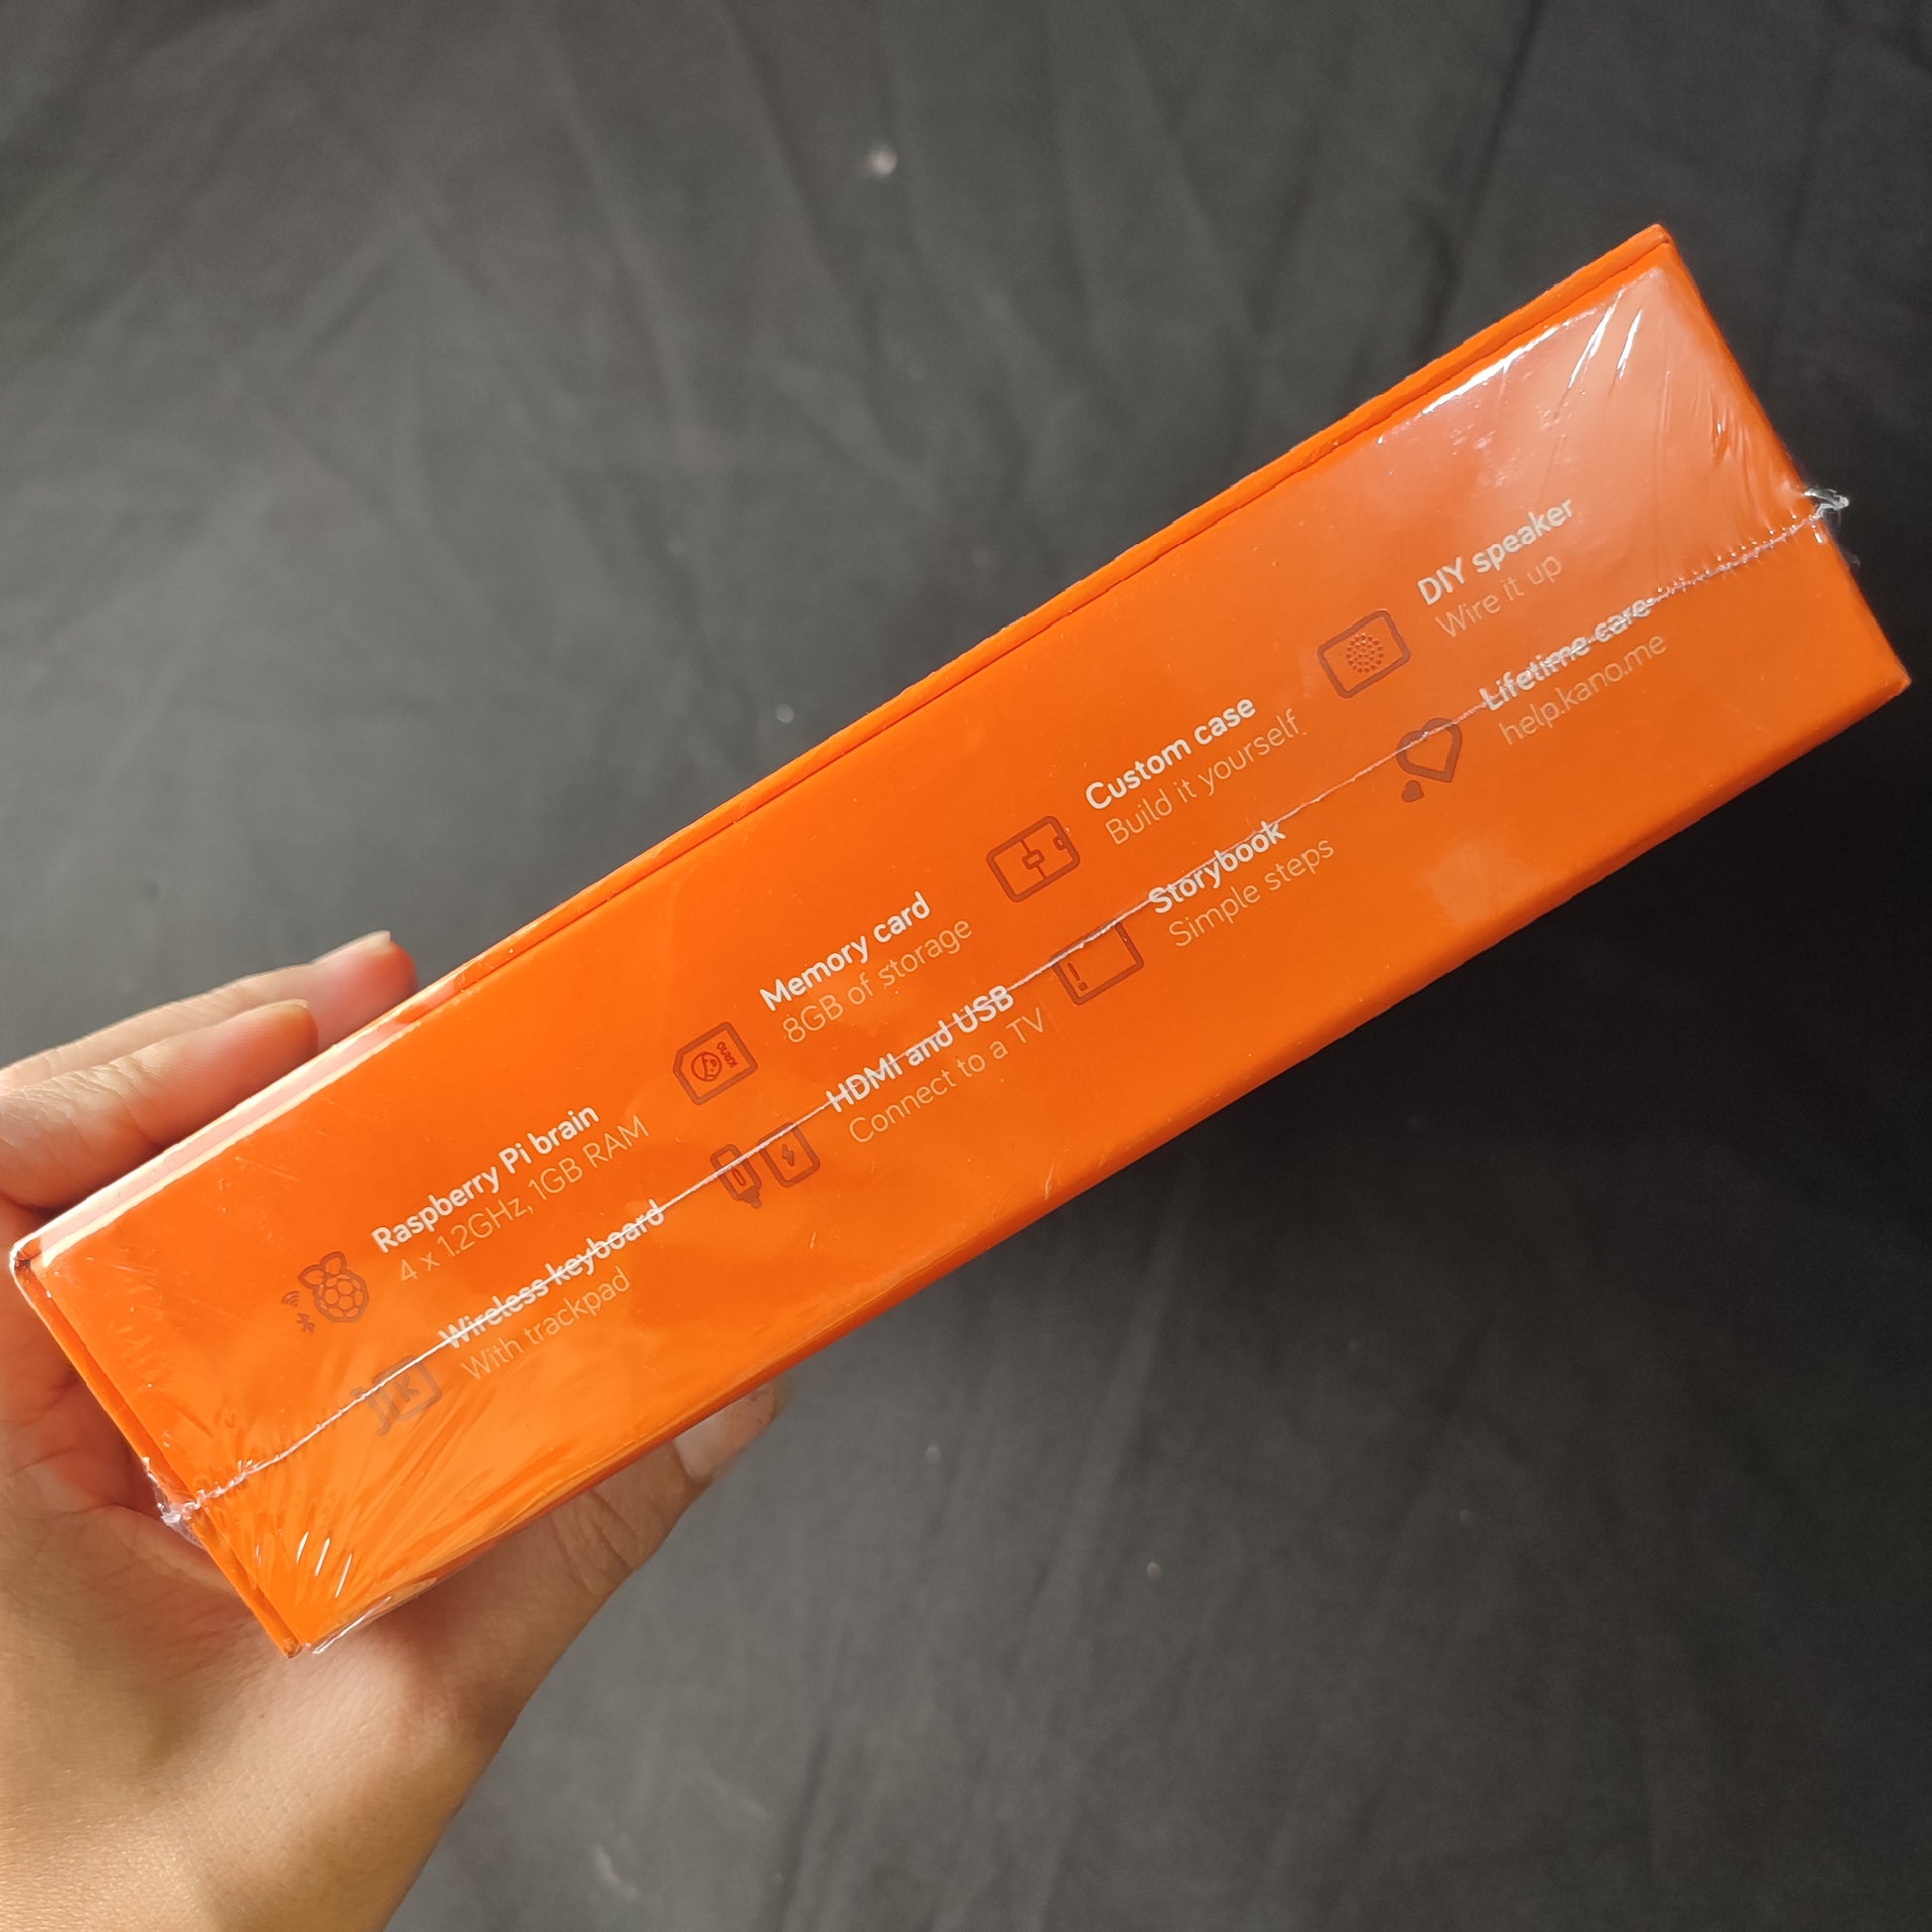 Raspberry Pi brain
4 x 1.2GHz, 1GB RAM
Memory card
8GB of storage
Custom case
Build it yourself.
DIY speaker
Wire it up
Wireless keyboard
With trackpad
HDMI and USB
Connect to a TV
Storybook
Simple steps
Lifetime care
help.kano.me